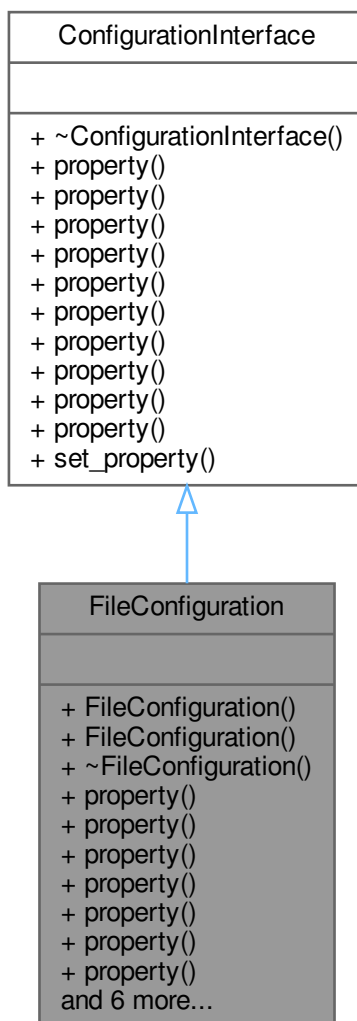 ConfigurationInterface
+ ~ConfigurationInterface()
+ property()
+ property()
+ property()
+ property()
+ property()
+ property()
+ property()
+ property()
+ property()
+ property()
+ set_property()
FileConfiguration
+ FileConfiguration()
+ FileConfiguration()
+ ~FileConfiguration()
+ property()
+ property()
+ property()
+ property()
+ property()
+ property()
+ property()
and 6 more...